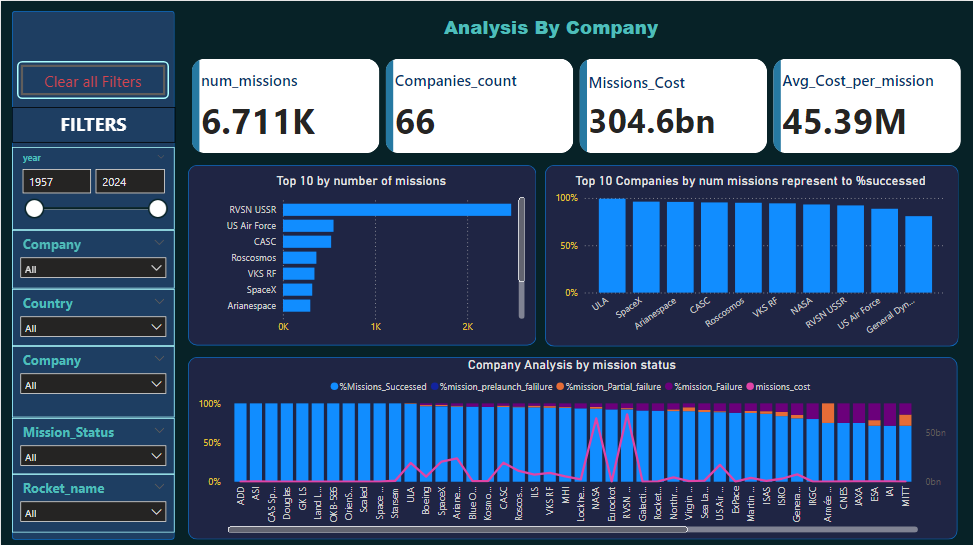 Analysis By Company
Clear all Filters
FILTERS
year
1957
2024
Company
All
Country
All
Company
All
Mission_Status
All
Rocket_name
All
num_missions
6.711K
Companies_count
66
Missions_Cost
304.6bn
Avg_Cost_per_mission
45.39M
Top 10 by number of missions
RVSN USSR
US Air Force
CASC
Roscosmos
VKS RF
SpaceX
Arianespace
0K
1K
2K
Top 10 Companies by num missions represent to %successed
100%
50%
0%
ULA
SpaceX
Arianespace
CASC
Roscosmos
VKS RF
NASA
RVSN USSR
US Air Force
General Dyn...
Company Analysis by mission status
%Missions_Successed
%mission_prelaunch_falilure
%mission_Partial_failure
%mission_Failure
missions_cost
100%
50%
0%
50bn
0bn
ADD
ASI
CAS Sp...
Douglas
GK LS
Land L...
OKB-586
OrienS...
Scaled
Space ...
Starsem
ULA
Boeing
SpaceX
Ariane...
Blue O...
Kosmo...
CASC
Rosco...
ILS
VKS RF
MHI
Lockhe...
NASA
Eurockot
RVSN ...
Galacti...
Rocket...
Northr...
Virgin ...
Sea La...
US Air ...
ExPace
Martin ...
ISAS
ISRO
Genera...
IRGC
Armée ...
CNES
JAXA
ESA
IAI
MITT